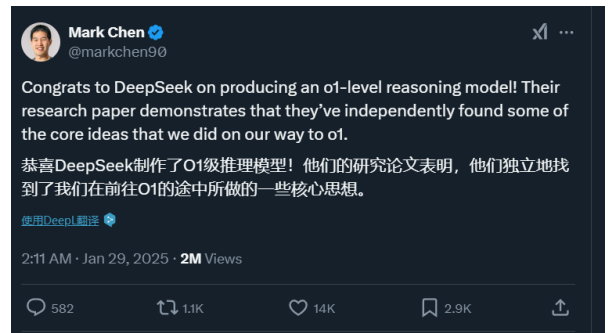 Mark Chen
@markchen90
Congrats to DeepSeek on producing an o1-level reasoning model! Their
research paper demonstrates that they've independently found some of
the core ideas that we did on our way to o1.
恭喜DeepSeek制作了O1级推理模型！他们的研究论文表明，他们独立地找
到了我们在前往O1的途中所做的一些核心思想。
使用DeepL翻译
2:11 AM · Jan 29, 2025 · 2M Views
582 1.1K 14K 2.9K